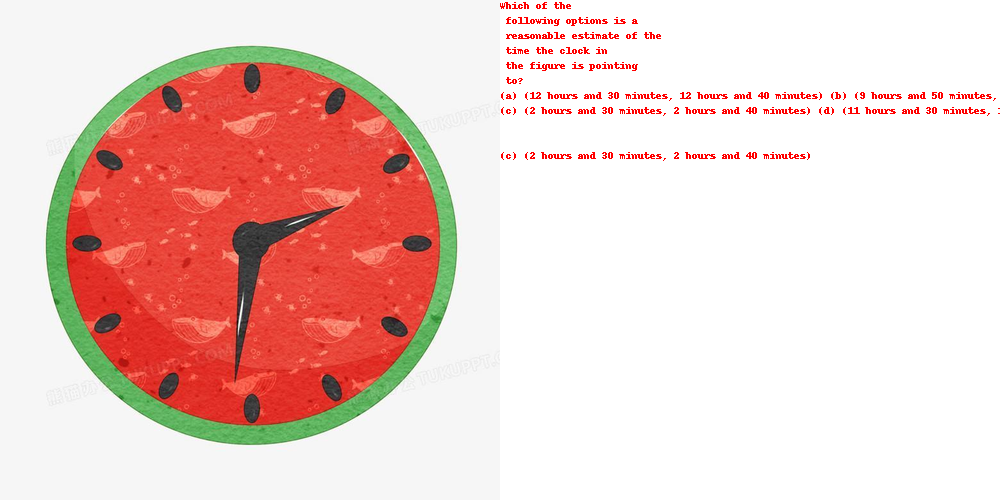 Which of the
following options is a
reasonable estimate of the
time the clock in
the figure is pointing
to?
(a) (12 hours and 30 minutes, 12 hours and 40 minutes) (b) (9 hours and 50 minutes,
(c) (2 hours and 30 minutes, 2 hours and 40 minutes) (d) (11 hours and 30 minutes,
(c) (2 hours and 30 minutes, 2 hours and 40 minutes)